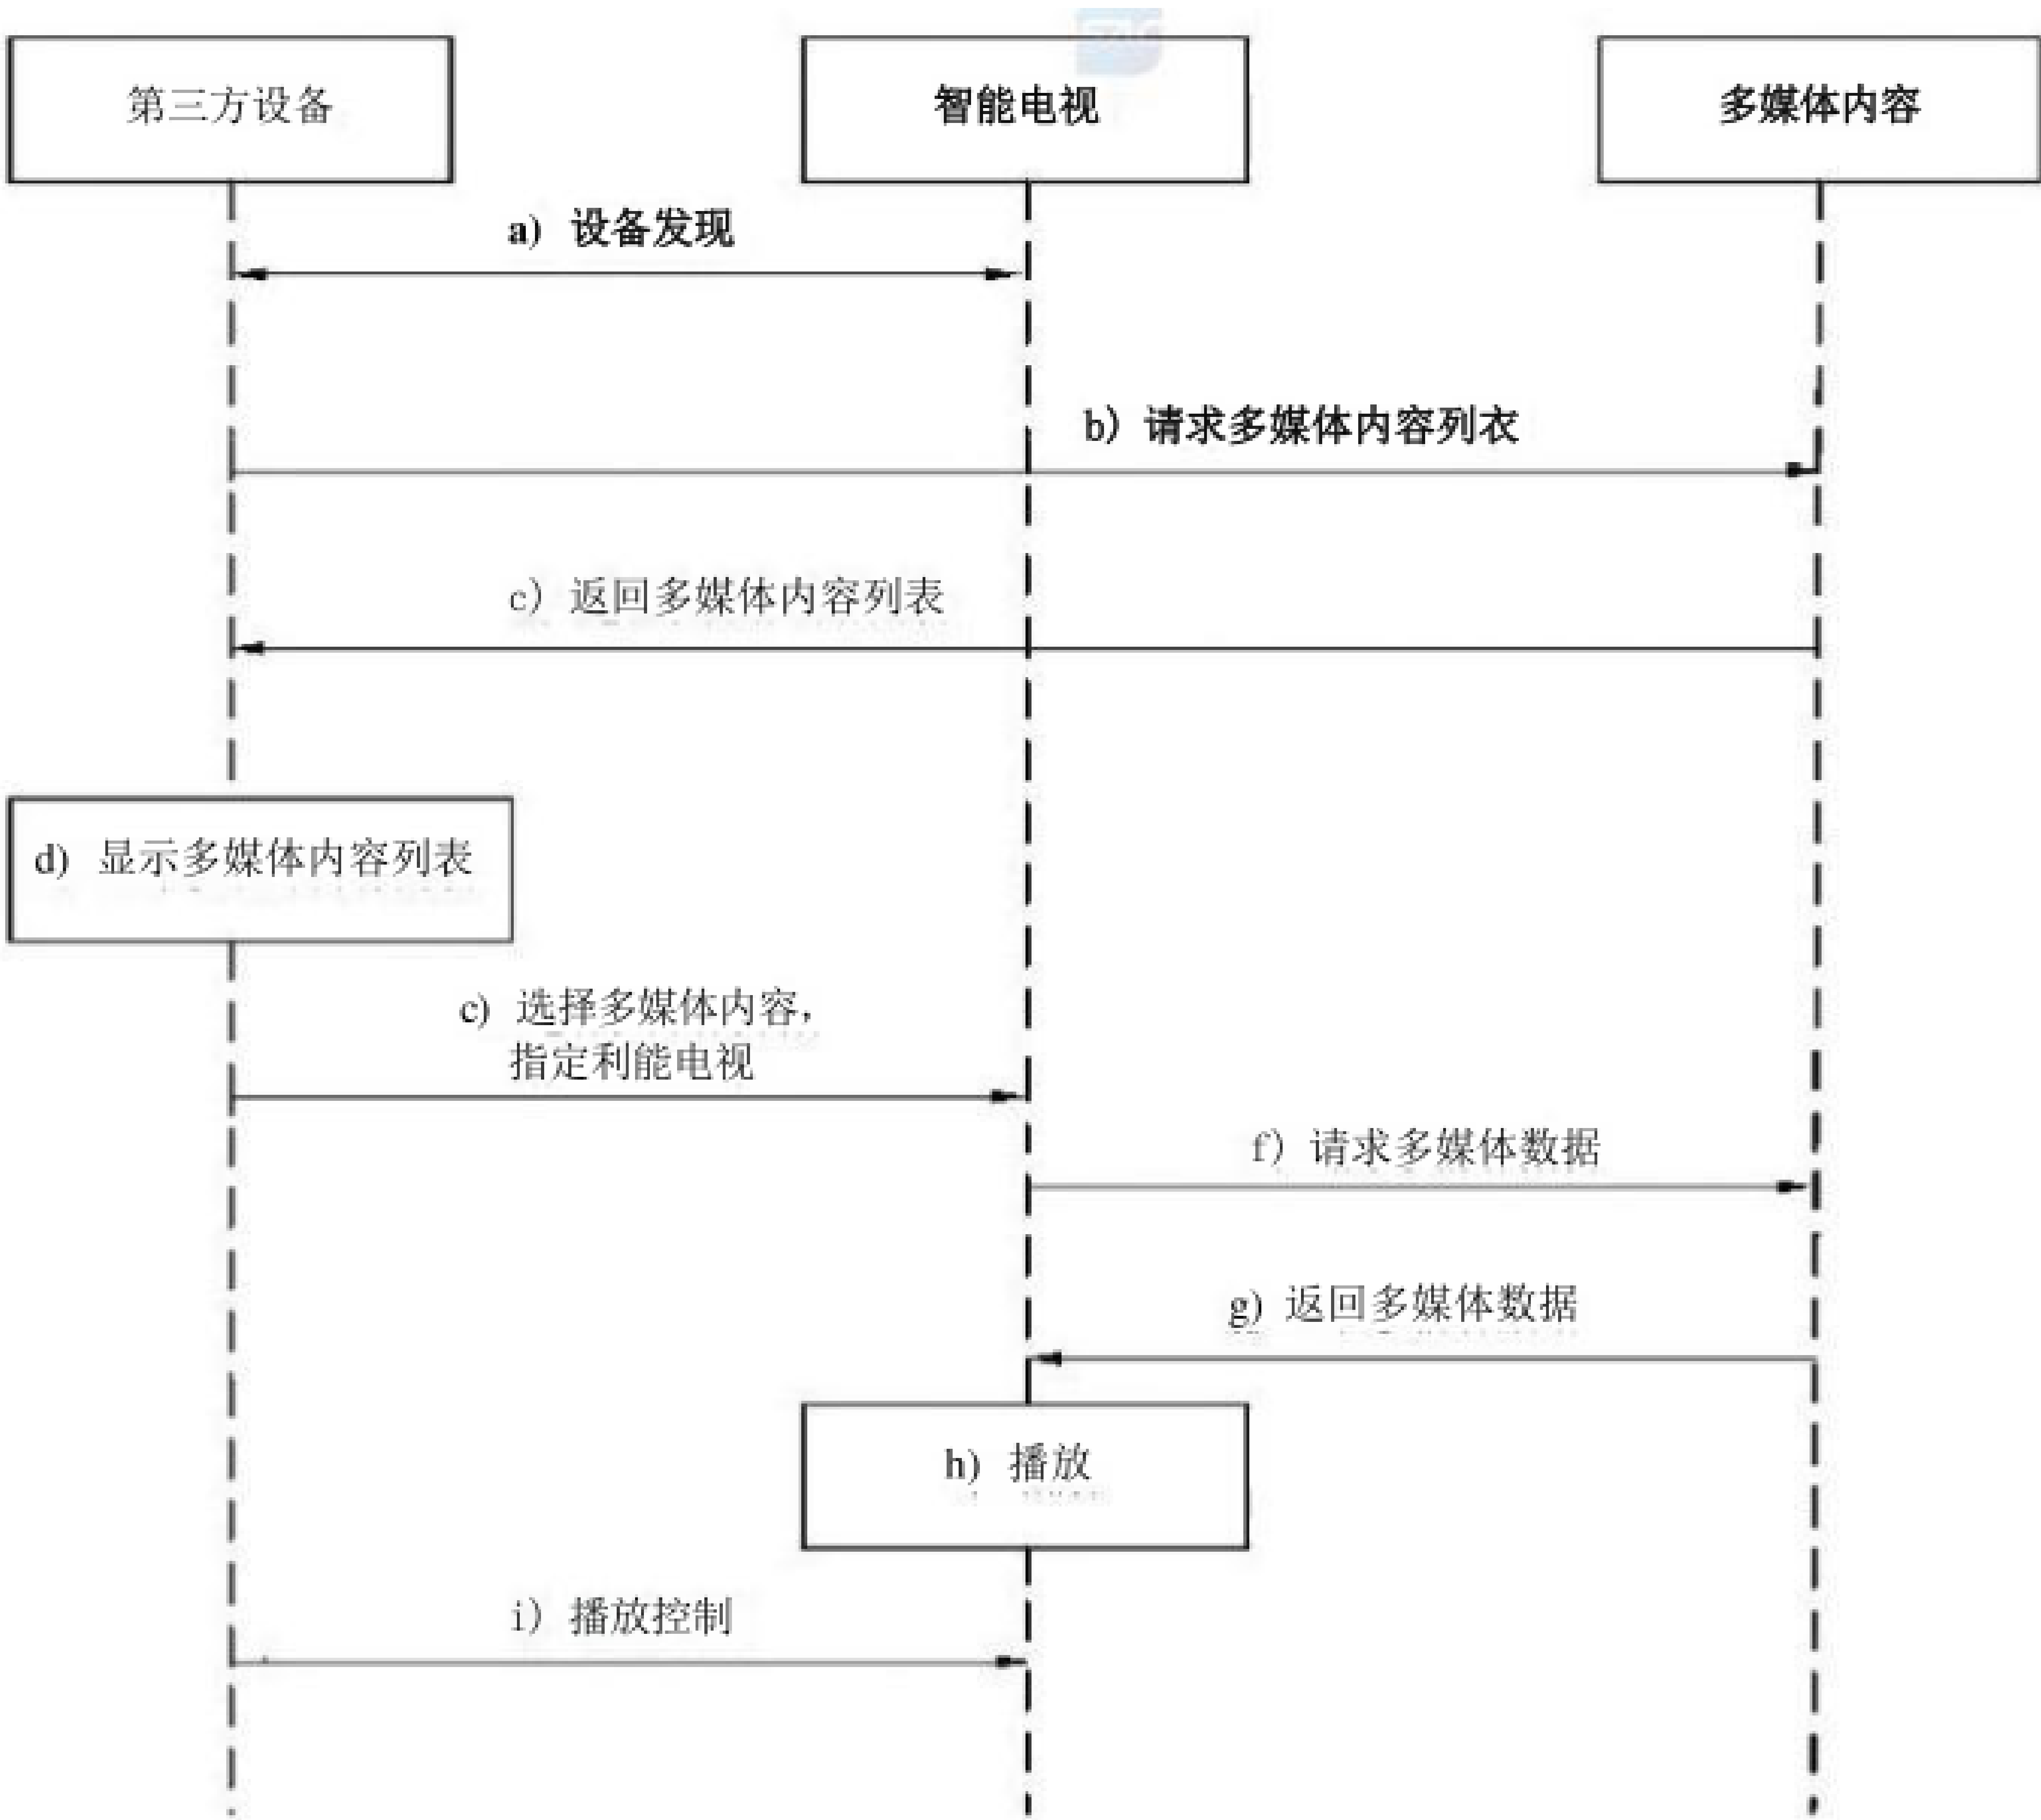 第三方设备
智能电视
多媒体内容
a) 设备发现
b) 请求多媒体内容列衣
c) 返回多媒体内容列表
d) 显示多媒体内容列表
c) 选择多媒体内容，
指定利能电视
f) 请求多媒体数据
g) 返回多媒体数据
h) 播放
i) 播放控制